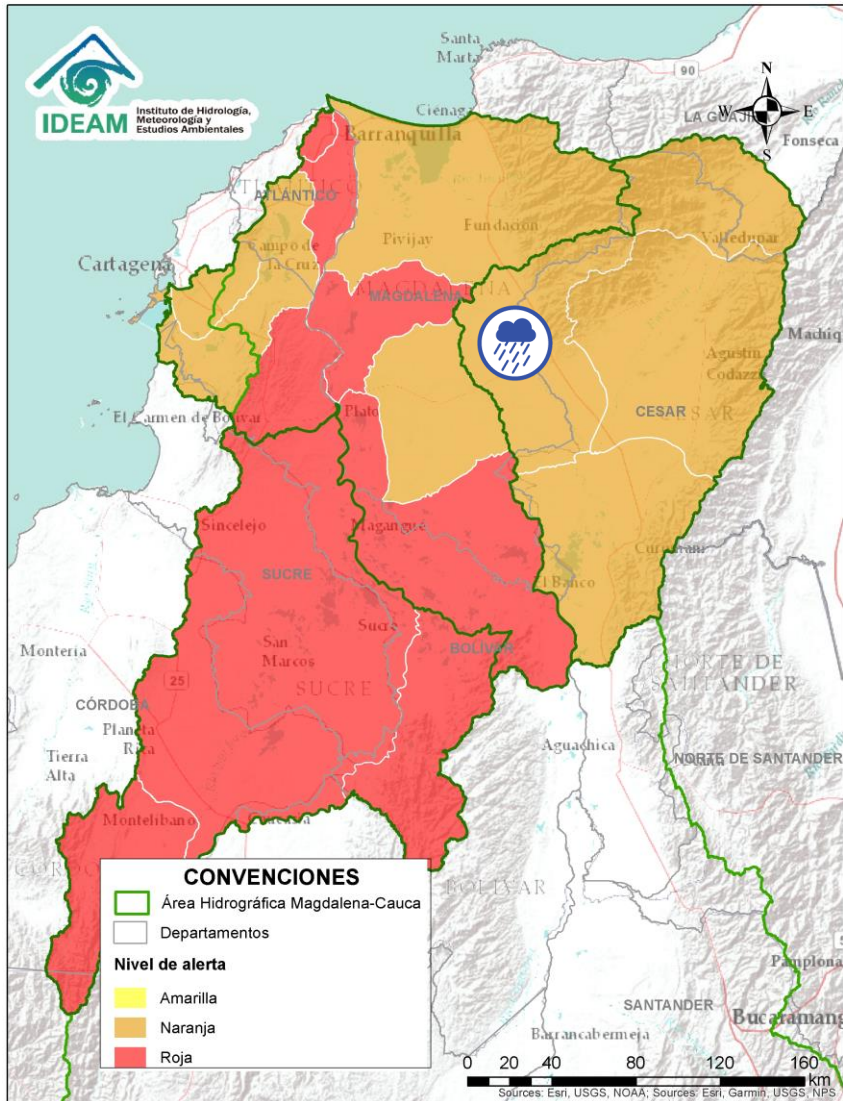 IDEAM
Instituto de Hidrología,
Meteorología y
Estudios Ambientales
Santa
Marta
90
N
W
E
S
LA GUAJI
Fonseca
Ciénaga
Barranquilla
ATLÁNTICO
Cartagena
Campo de
la Cruz
Pivijay
Fundación
Valledupar
MAGDALENA
Machiq
Agustín
Codazzi
CESAR
CESAR
El Carmen de Bolívar
Plato
Sincelejo
Magangué
Curumaní
El Banco
SUCRE
Sucre
BOLÍVAR
Montería
San
Marcos
SUCRE
25
NORTE DE
SANTANDER
CÓRDOBA
Planeta
Rica
Tierra
Alta
Aguachica
NORTE DE SANTANDER
Montelíbano
Caucasia
BOLÍVAR
CONVENCIONES
Área Hidrográfica Magdalena-Cauca
Departamentos
Nivel de alerta
Amarilla
Naranja
Roja
Pamplona
SANTANDER
Bucaramang
Barrancabermeja
0 20 40 80 120 160
km
Sources: Esri, USGS, NOAA; Sources: Esri, Garmin, USGS, NPS